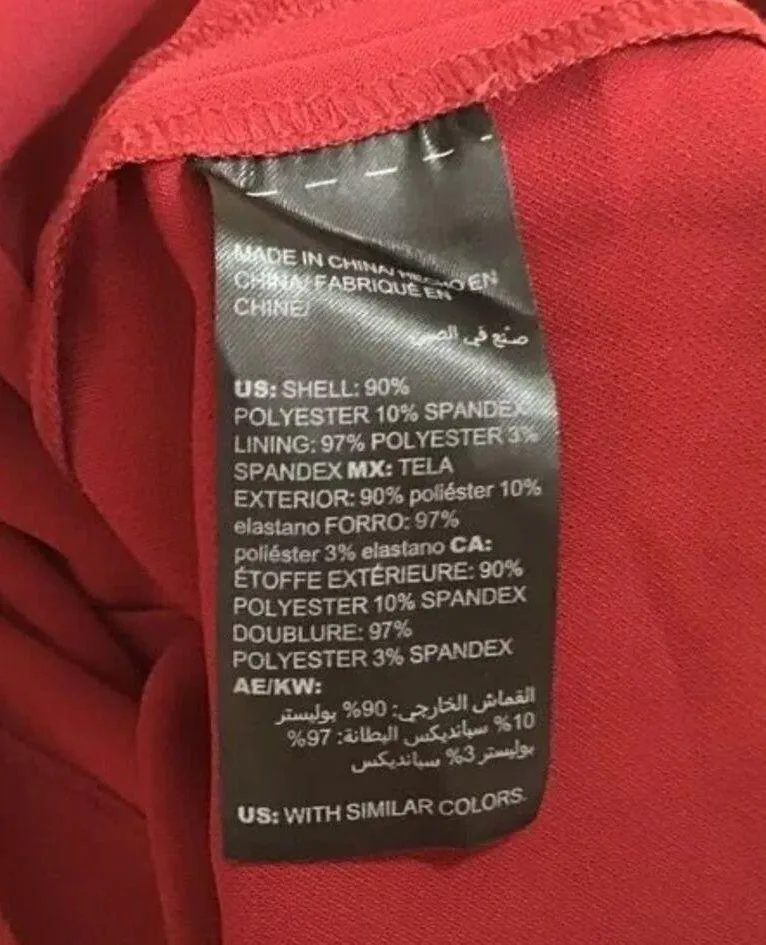 MADE IN CHINA/ HECHO EN
CHINA/ FABRIQUÉ EN
CHINE/
صنع في الصين
US: SHELL: 90%
POLYESTER 10% SPANDEX
LINING: 97% POLYESTER 3%
SPANDEX MX: TELA
EXTERIOR: 90% poliéster 10%
elastano FORRO: 97%
poliéster 3% elastano CA:
ÉTOFFE EXTÉRIEURE: 90%
POLYESTER 10% SPANDEX
DOUBLURE: 97%
POLYESTER 3% SPANDEX
AE/KW:
القماش الخارجي: 90% بوليستر
10% سبانديكس البطانة: 97%
بوليستر 3% سبانديكس
US: WITH SIMILAR COLORS.